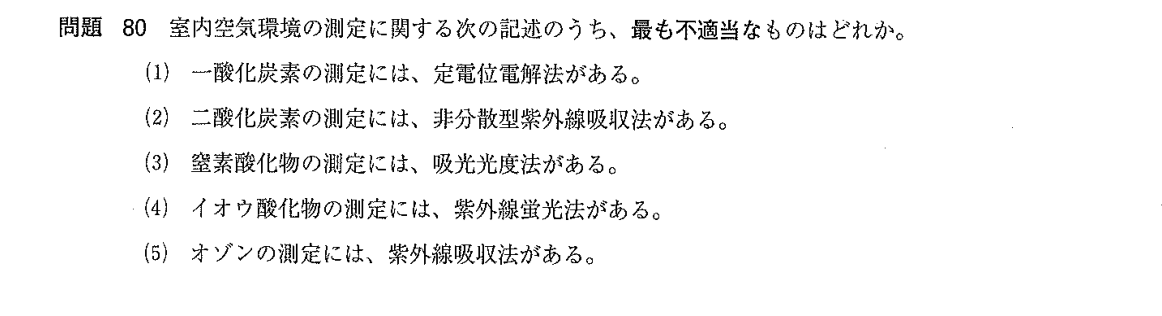 問題 80 室内空気環境の測定に関する次の記述のうち、最も不適当なものはどれか。
(1) 一酸化炭素の測定には、定電位電解法がある。
(2) 二酸化炭素の測定には、非分散型紫外線吸収法がある。
(3) 窒素酸化物の測定には、吸光光度法がある。
(4) イオウ酸化物の測定には、紫外線蛍光法がある。
(5) オゾンの測定には、紫外線吸収法がある。